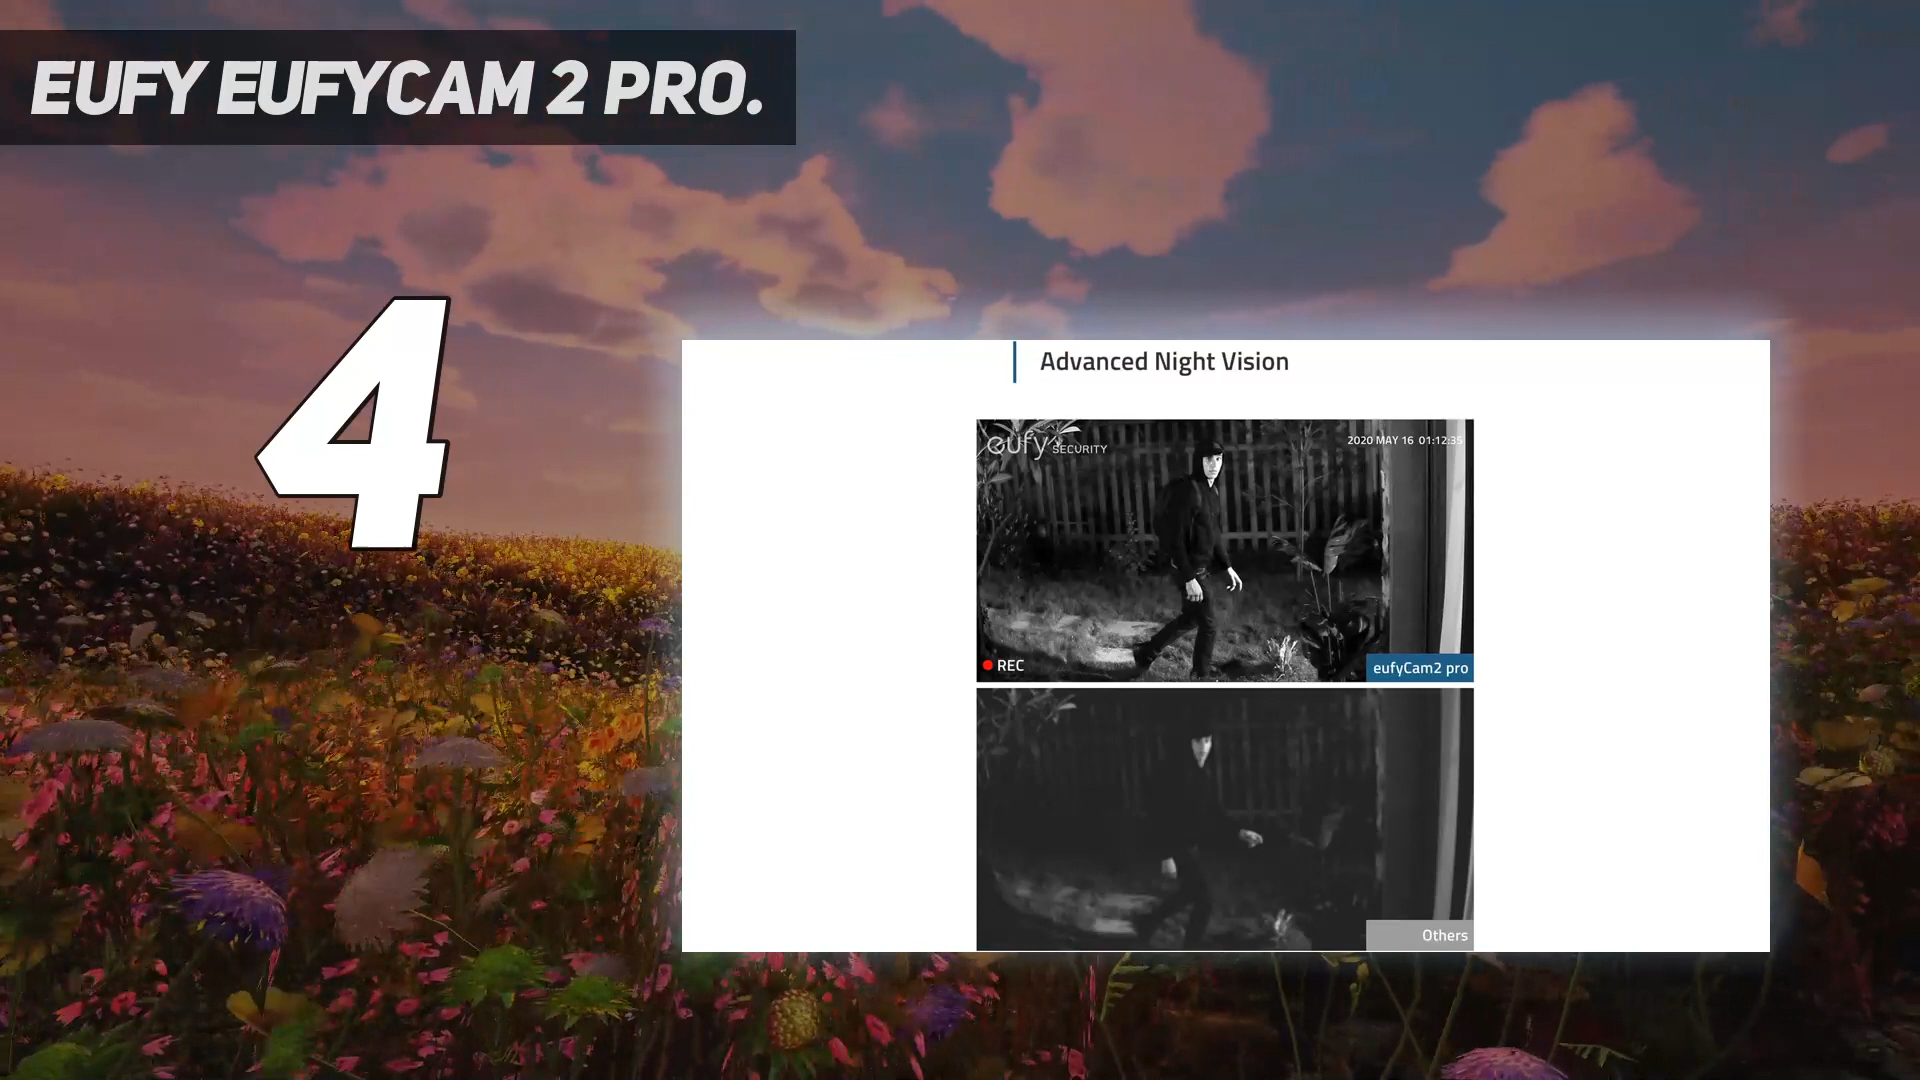 EUFY EUFYCAM 2 PRO.
4
Advanced Night Vision
eufy SECURITY
2020 MAY 16 01:12:35
REC
eufyCam2 pro
Others